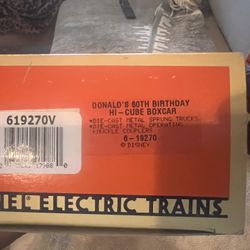 619270V
DONALD'S 60TH BIRTHDAY
HI-CUBE BOXCAR
•DIE-CAST METAL SPRUNG TRUCKS
•DIE-CAST METAL OPERATING
KNUCKLE COUPLERS
6-19270
© DISNEY
NEL ELECTRIC TRAINS